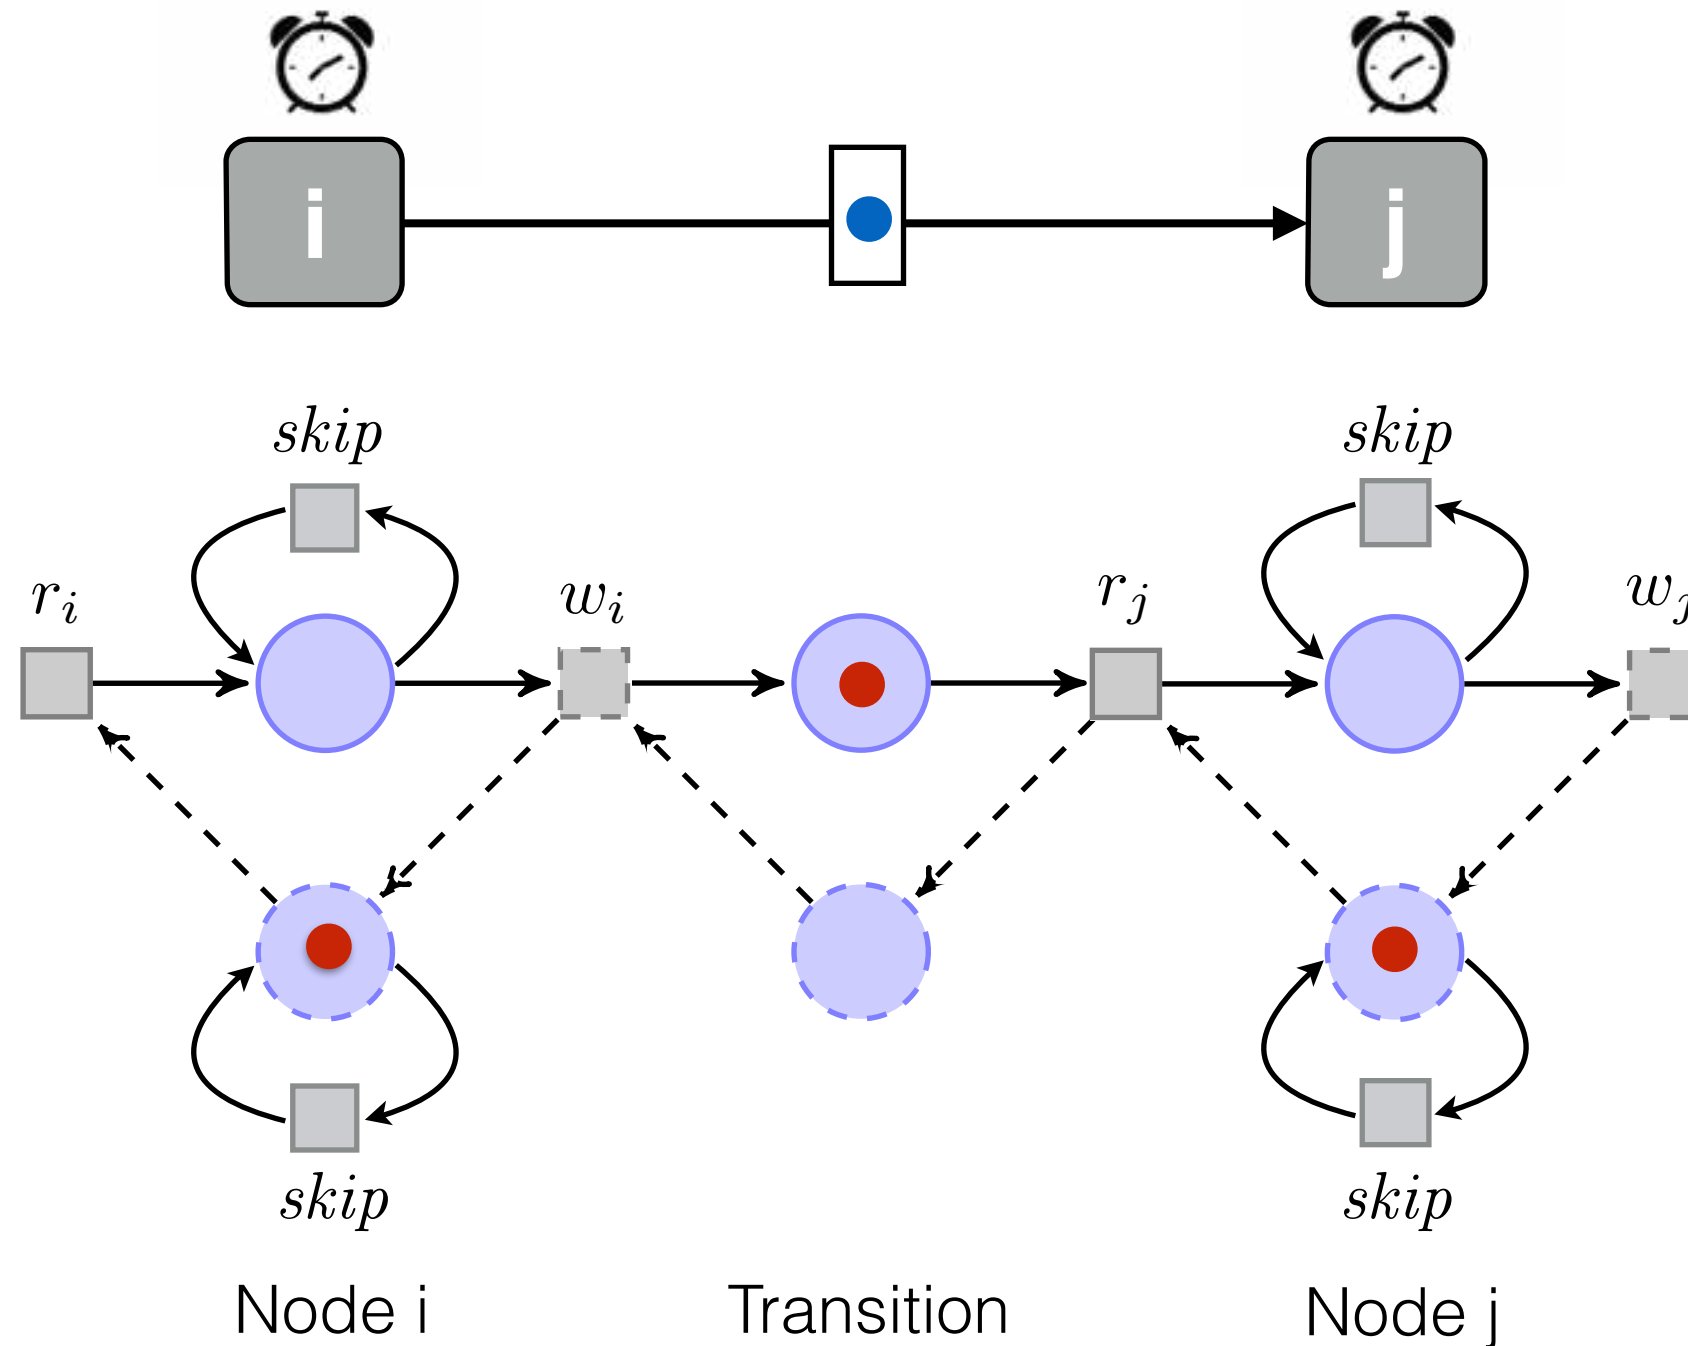 i
j
skip
skip
r_i
w_i
r_j
w_j
skip
skip
Node i
Transition
Node j